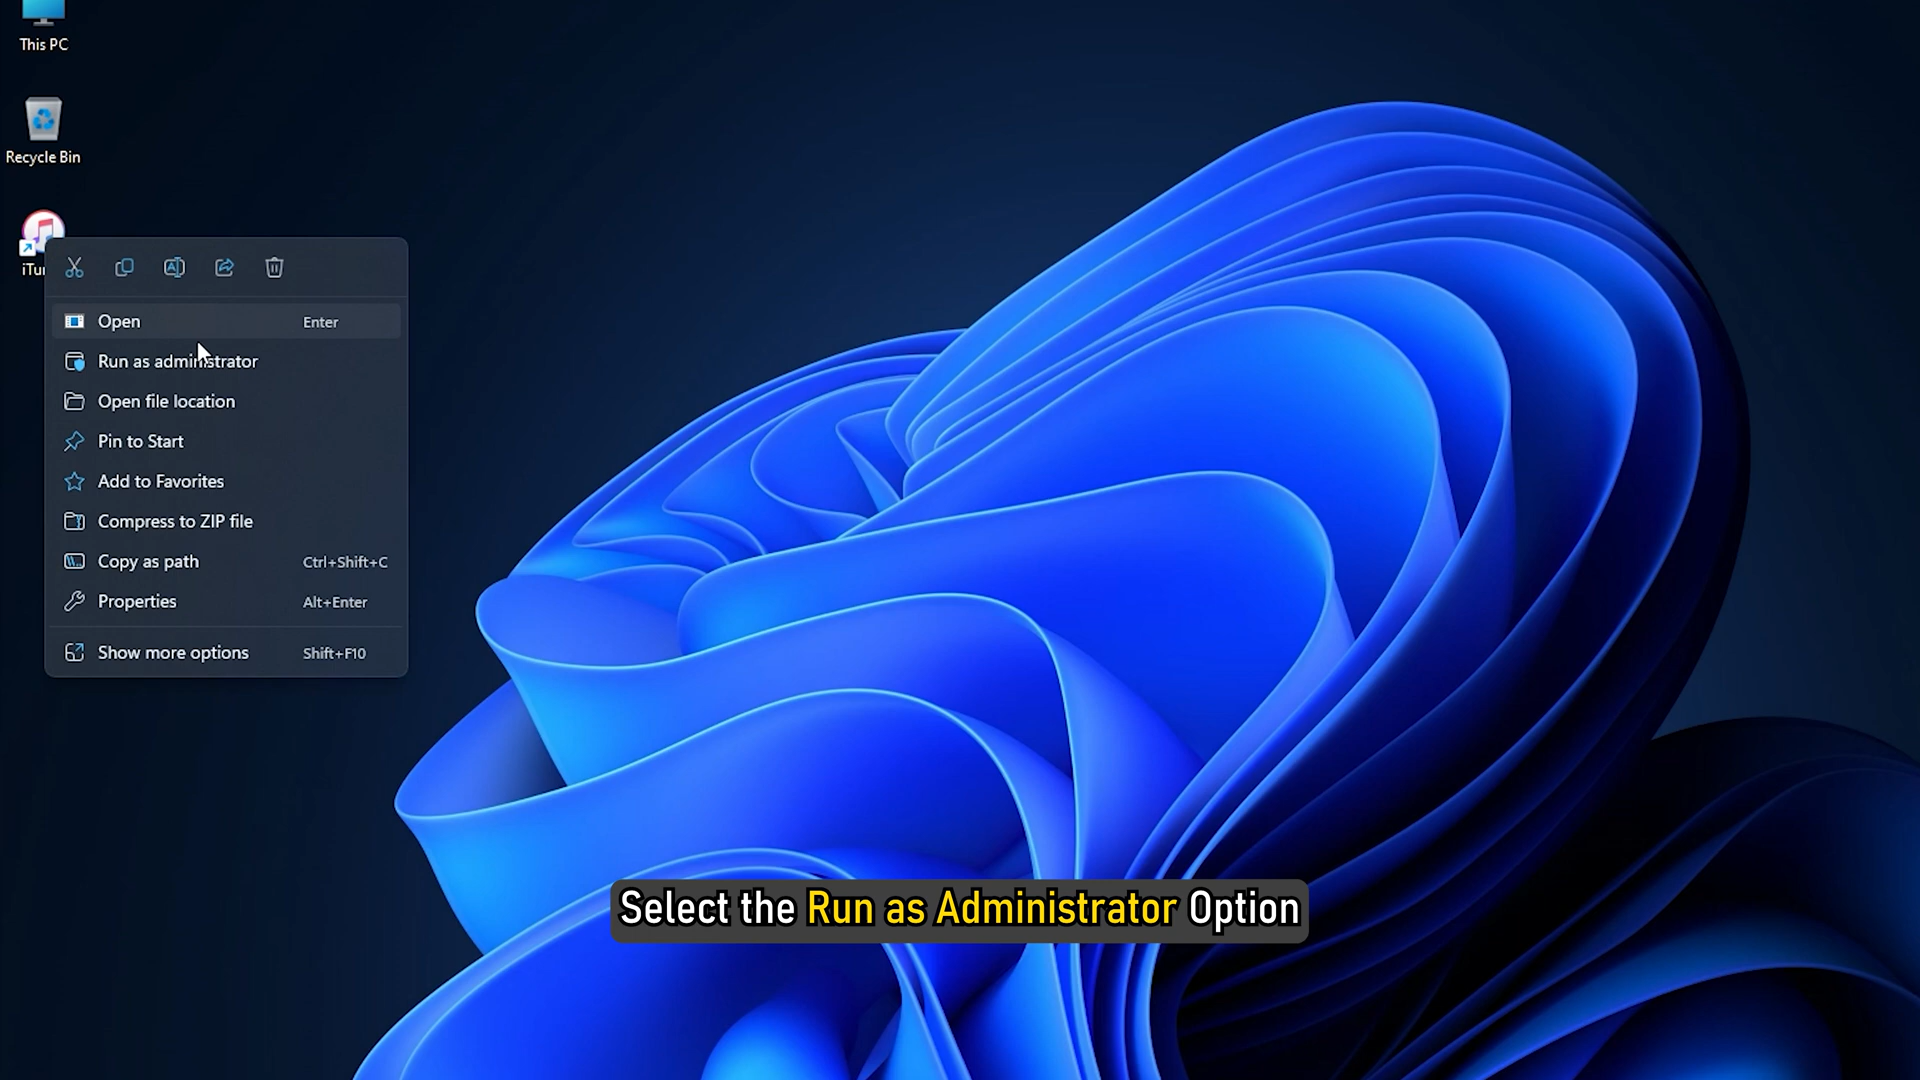 This PC
Recycle Bin
Open Enter
Run as administrator
Open file location
Pin to Start
Add to Favorites
Compress to ZIP file
Copy as path Ctrl+Shift+C
Properties Alt+Enter
Show more options Shift+F10
Select the Run as Administrator Option